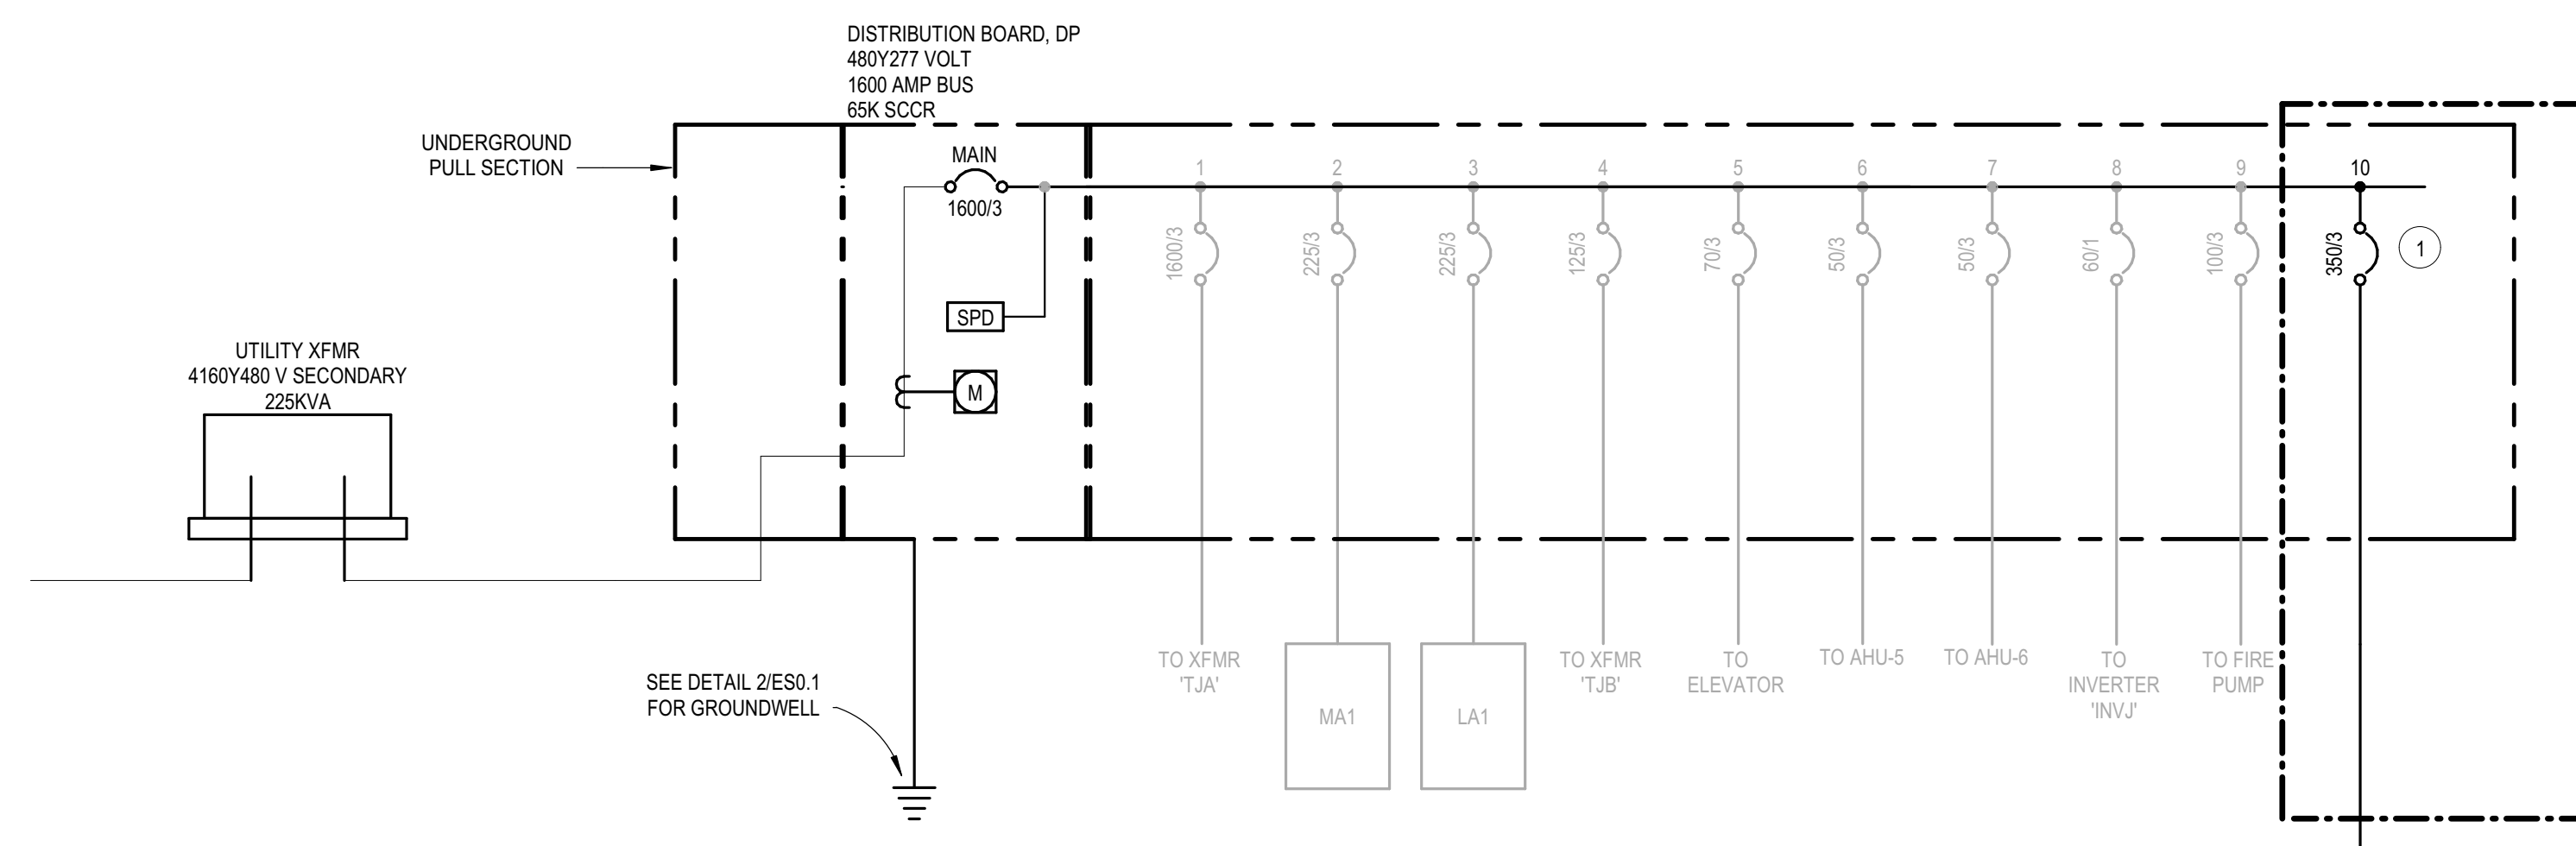 DISTRIBUTION BOARD, DP
480Y277 VOLT
1600 AMP BUS
65K SCCR
UNDERGROUND
PULL SECTION
MAIN
1600/3
SPD
M
UTILITY XFMR
4160Y480 V SECONDARY
225KVA
SEE DETAIL 2/ES0.1
FOR GROUNDWELL
1
1600/3
TO XFMR
'TJA'
2
225/3
MA1
3
225/3
LA1
4
125/3
TO XFMR
'TJB'
5
70/3
TO
ELEVATOR
6
50/3
TO AHU-5
7
50/3
TO AHU-6
8
60/1
TO
INVERTER
'INVJ'
9
100/3
TO FIRE
PUMP
10
350/3
1